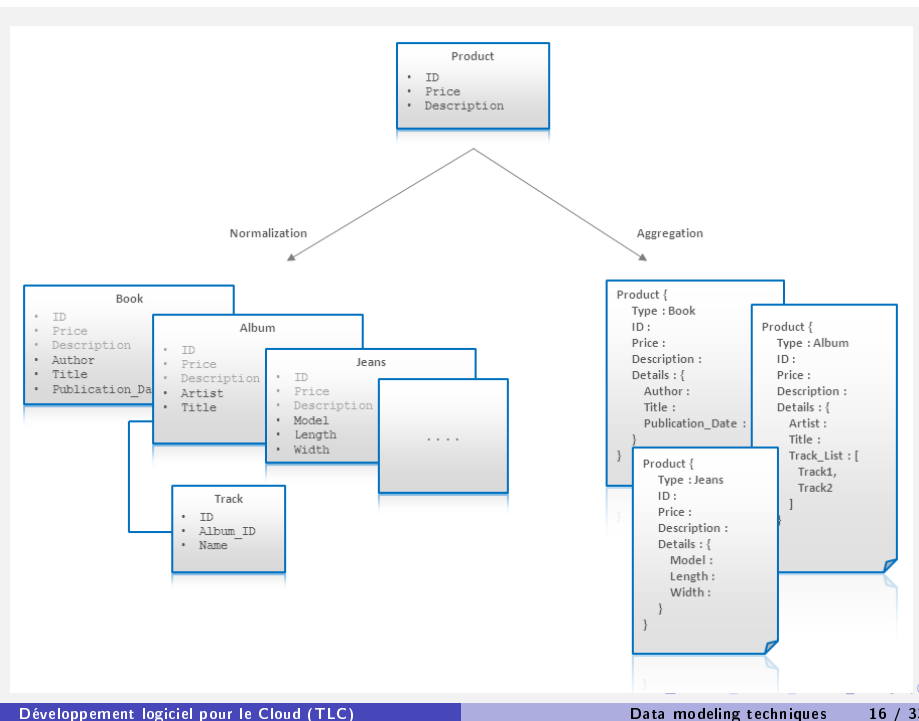 Product
• ID
• Price
• Description
Normalization
Aggregation
Book
• ID
• Price
• Description
• Author
• Title
• Publication_Da
Album
• ID
• Price
• Description
• Artist
• Title
Jeans
• ID
• Price
• Description
• Model
• Length
• Width
. . . .
Track
• ID
• Album_ID
• Name
Product {
Type : Book
ID :
Price :
Description :
Details : {
Author :
Title :
Publication_Date :
}
}
Product {
Type : Album
ID :
Price :
Description :
Details : {
Artist :
Title :
Track_List : [
Track1,
Track2
]
}
Product {
Type : Jeans
ID :
Price :
Description :
Details : {
Model :
Length :
Width :
}
}
Développement logiciel pour le Cloud (TLC)
Data modeling techniques
16 / 3